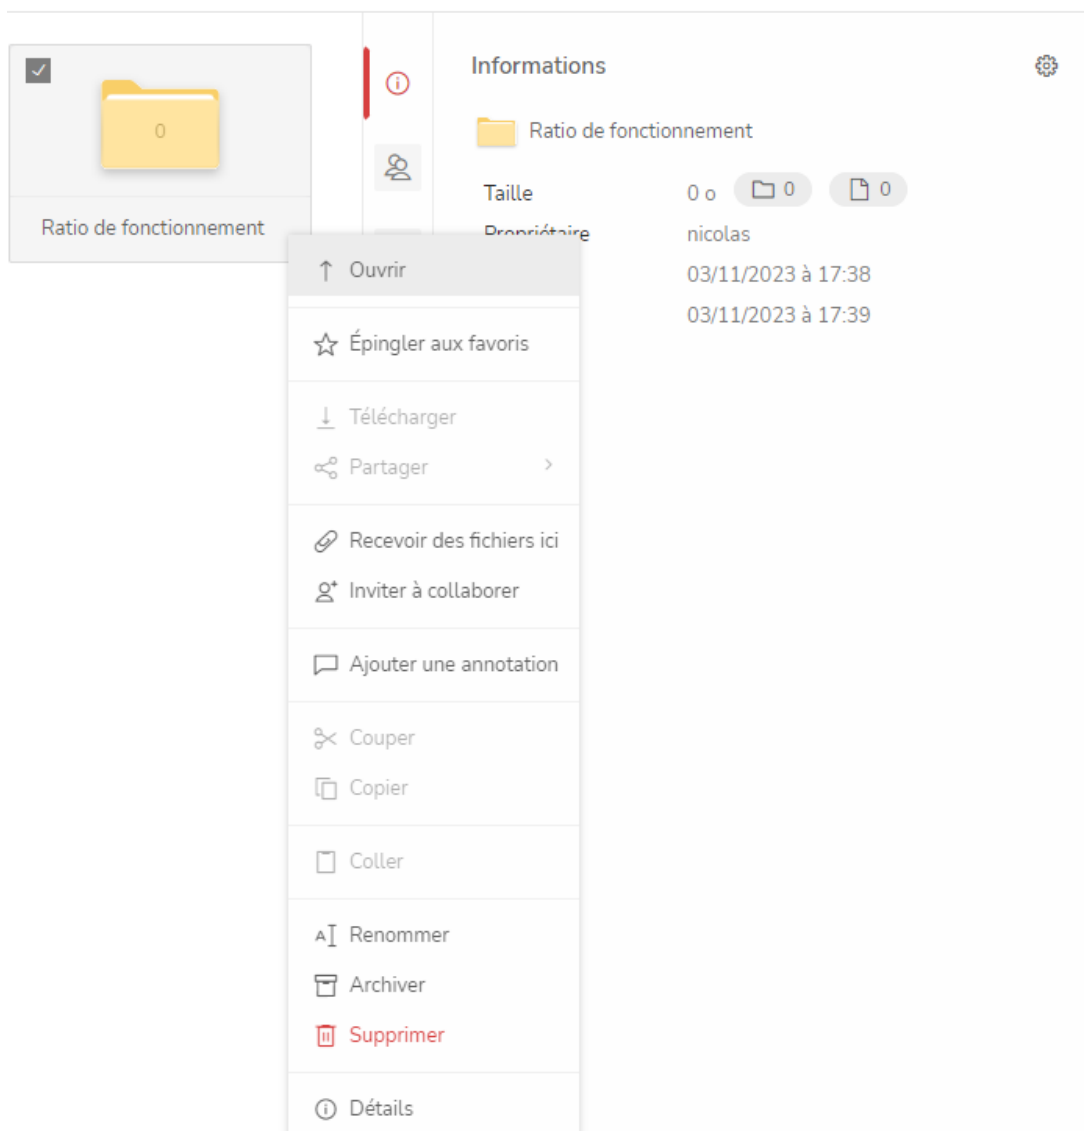 0
Ratio de fonctionnement
Informations
Ratio de fonctionnement
Taille 0 o 0 0
Propriétaire nicolas
03/11/2023 à 17:38
03/11/2023 à 17:39
Ouvrir
Épingler aux favoris
Télécharger
Partager
Recevoir des fichiers ici
Inviter à collaborer
Ajouter une annotation
Couper
Copier
Coller
Renommer
Archiver
Supprimer
Détails